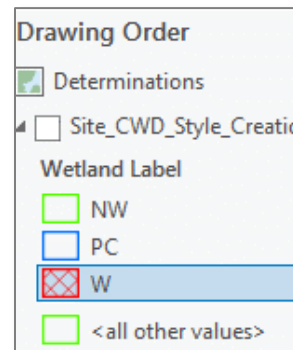 Drawing Order
Determinations
Site_CWD_Style_Creatio
Wetland Label
NW
PC
W
<all other values>